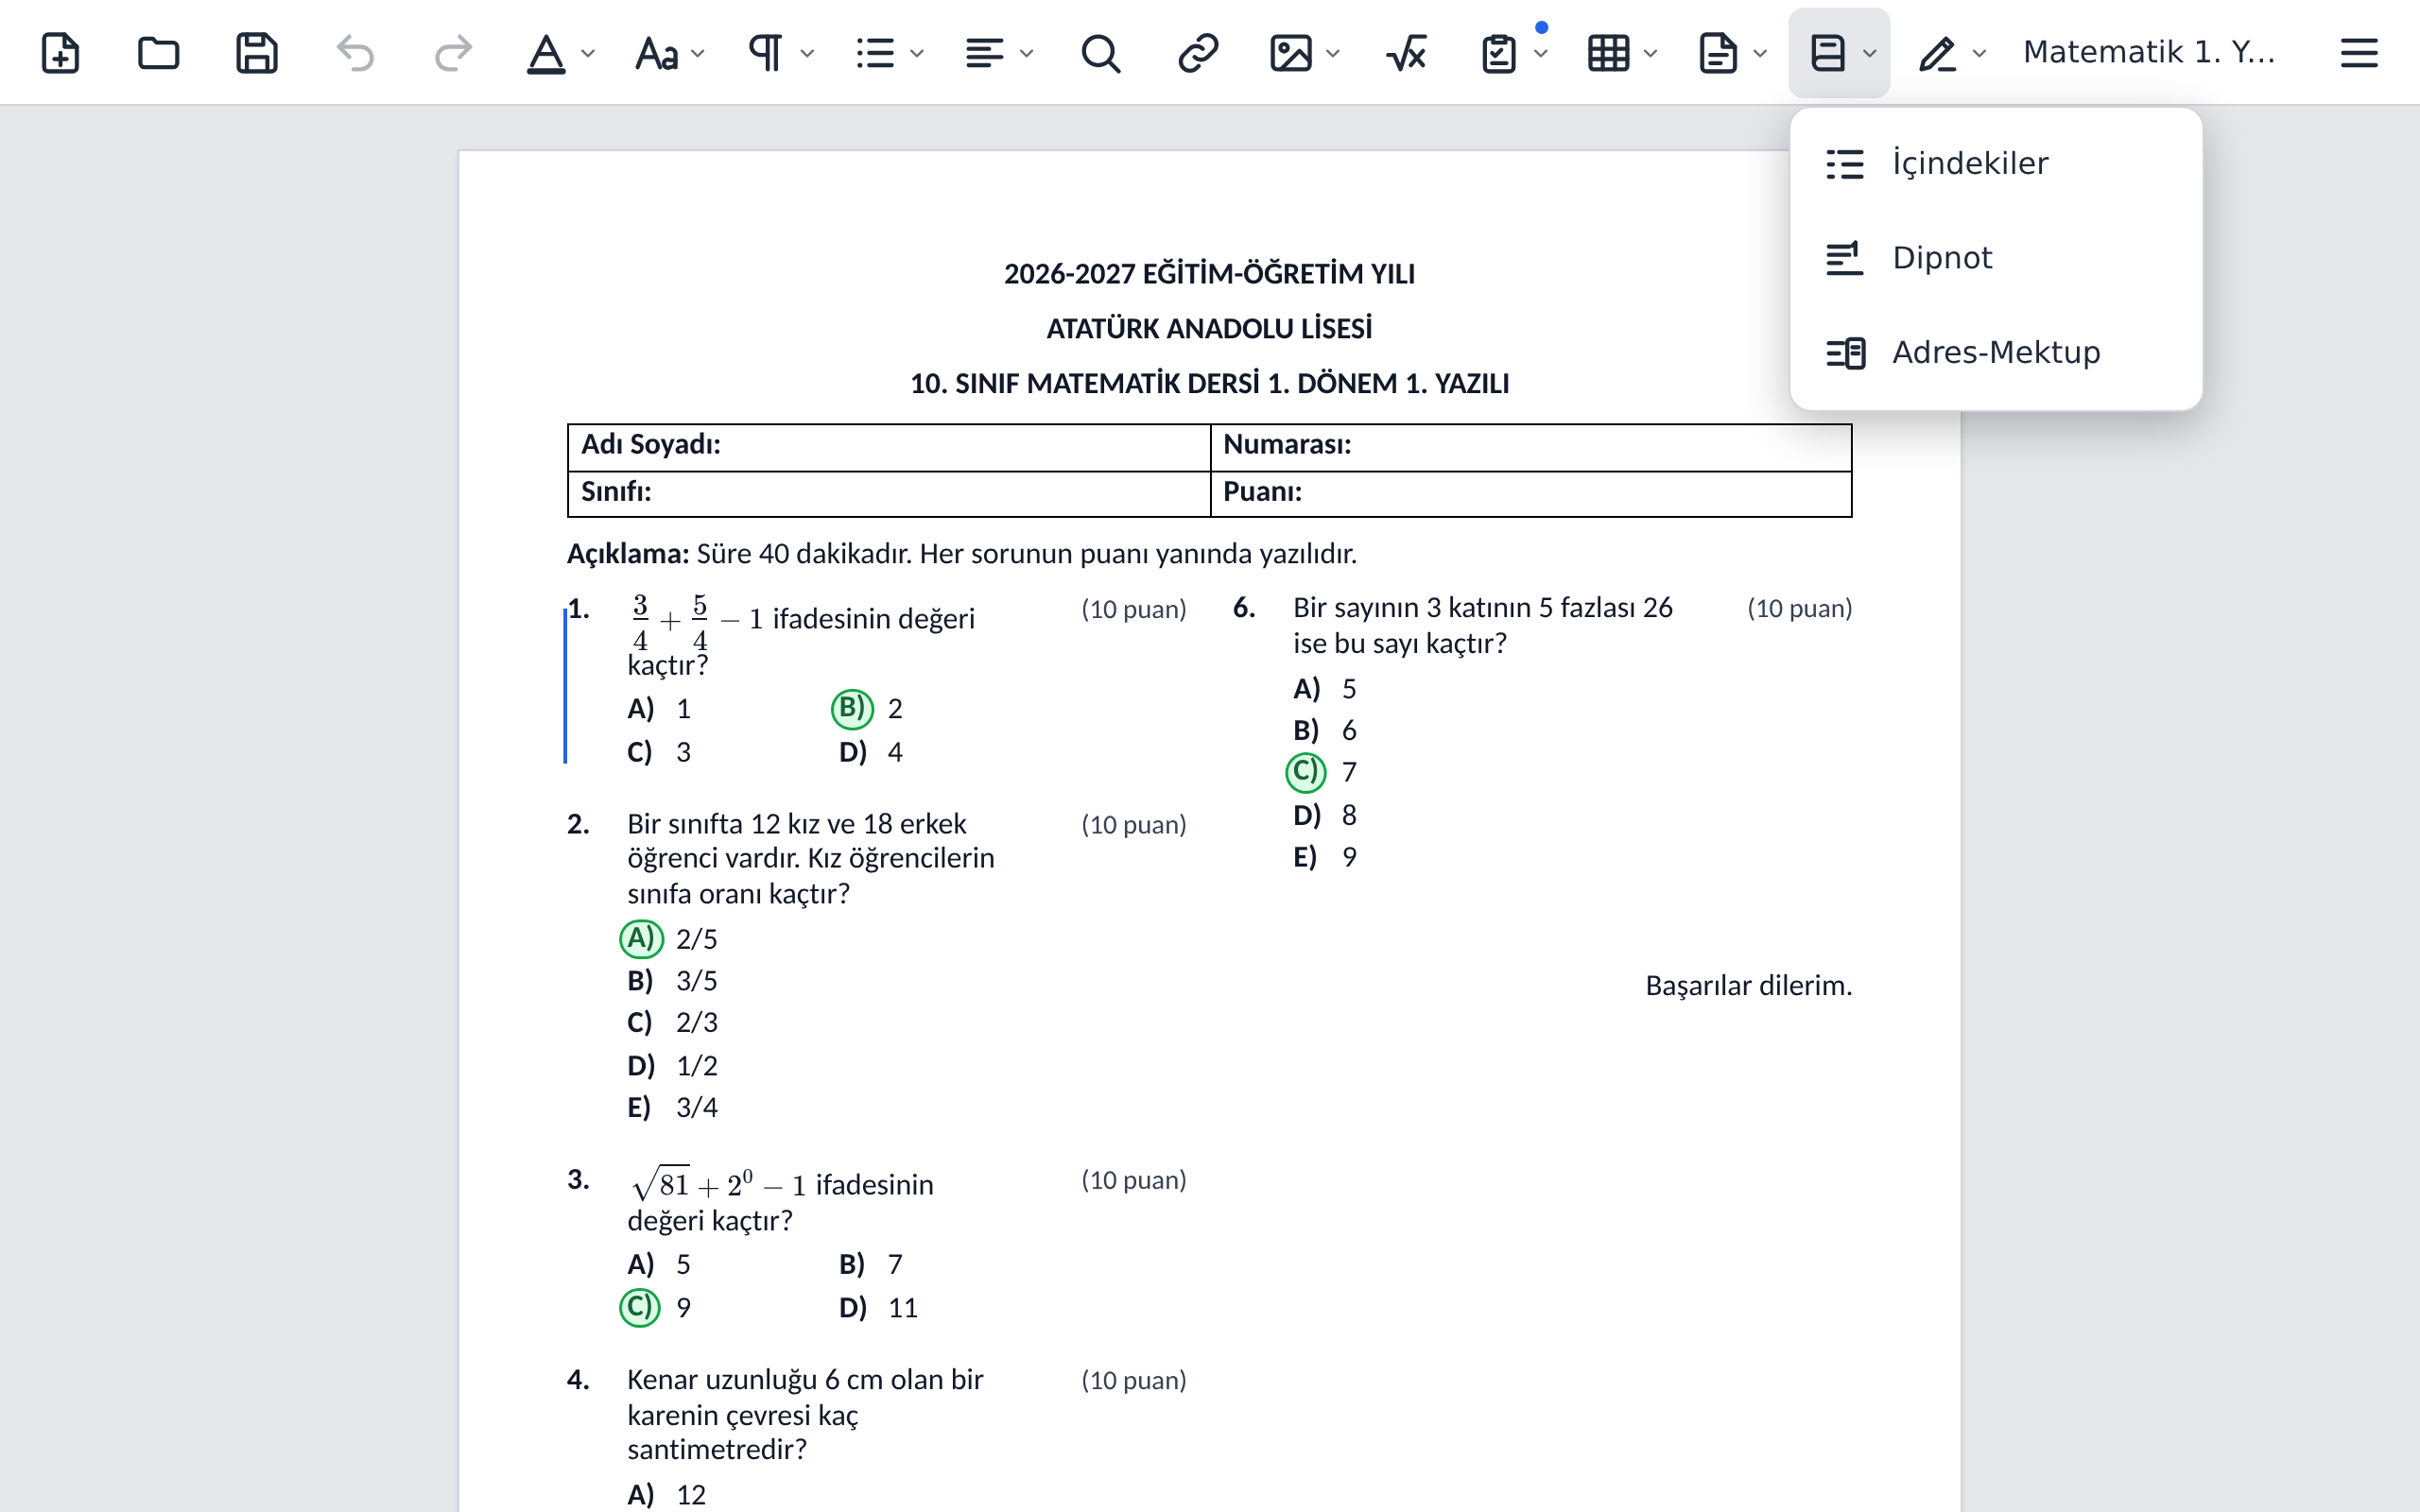 Matematik 1. Y...
İçindekiler
Dipnot
Adres-Mektup
2026-2027 EĞİTİM-ÖĞRETİM YILI
ATATÜRK ANADOLU LİSESİ
10. SINIF MATEMATİK DERSİ 1. DÖNEM 1. YAZILI
Adı Soyadı: Numarası:
Sınıfı: Puanı:
Açıklama: Süre 40 dakikadır. Her sorunun puanı yanında yazılıdır.
1. 3/4 + 5/4 − 1 ifadesinin değeri (10 puan)
kaçtır?
A) 1 B) 2
C) 3 D) 4
2. Bir sınıfta 12 kız ve 18 erkek (10 puan)
öğrenci vardır. Kız öğrencilerin
sınıfa oranı kaçtır?
A) 2/5
B) 3/5
C) 2/3
D) 1/2
E) 3/4
3. √81 + 2⁰ − 1 ifadesinin (10 puan)
değeri kaçtır?
A) 5 B) 7
C) 9 D) 11
4. Kenar uzunluğu 6 cm olan bir (10 puan)
karenin çevresi kaç
santimetredir?
A) 12
6. Bir sayının 3 katının 5 fazlası 26 (10 puan)
ise bu sayı kaçtır?
A) 5
B) 6
C) 7
D) 8
E) 9
Başarılar dilerim.